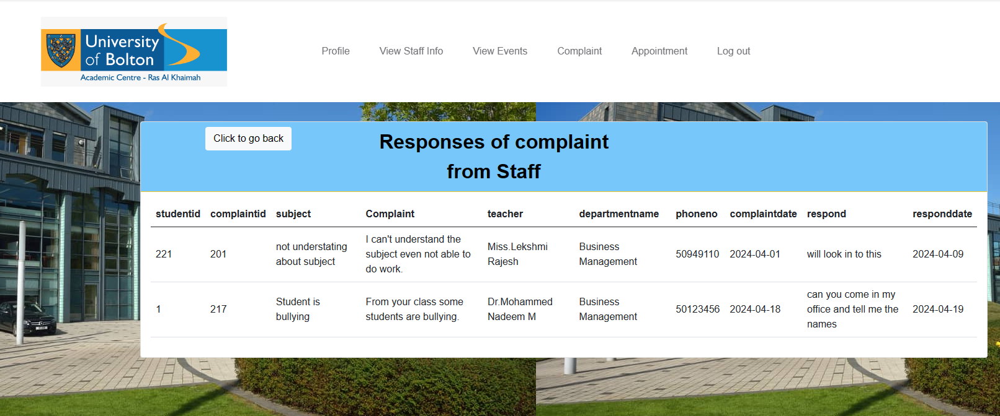 University
of Bolton
Academic Centre - Ras Al Khaimah
Profile View Staff Info View Events Complaint Appointment Log out
Click to go back
Responses of complaint
from Staff
studentid complaintid subject Complaint teacher departmentname phoneno complaintdate respond responddate
221 201 not understating about subject I can't understand the subject even not able to do work. Miss.Lekshmi Rajesh Business Management 50949110 2024-04-01 will look in to this 2024-04-09
1 217 Student is bullying From your class some students are bullying. Dr.Mohammed Nadeem M Business Management 50123456 2024-04-18 can you come in my office and tell me the names 2024-04-19